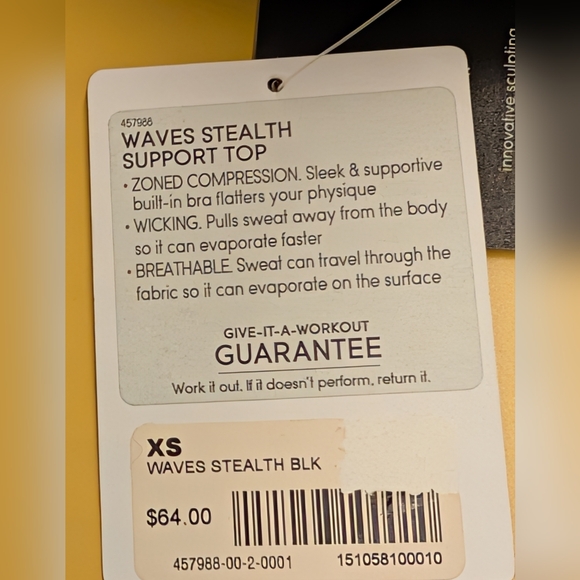 innovative sculpting
457988
WAVES STEALTH
SUPPORT TOP
• ZONED COMPRESSION. Sleek & supportive
built-in bra flatters your physique
• WICKING. Pulls sweat away from the body
so it can evaporate faster
• BREATHABLE. Sweat can travel through the
fabric so it can evaporate on the surface
GIVE-IT-A-WORKOUT
GUARANTEE
Work it out. If it doesn't perform, return it.
XS
WAVES STEALTH BLK
$64.00
457988-00-2-0001 151058100010